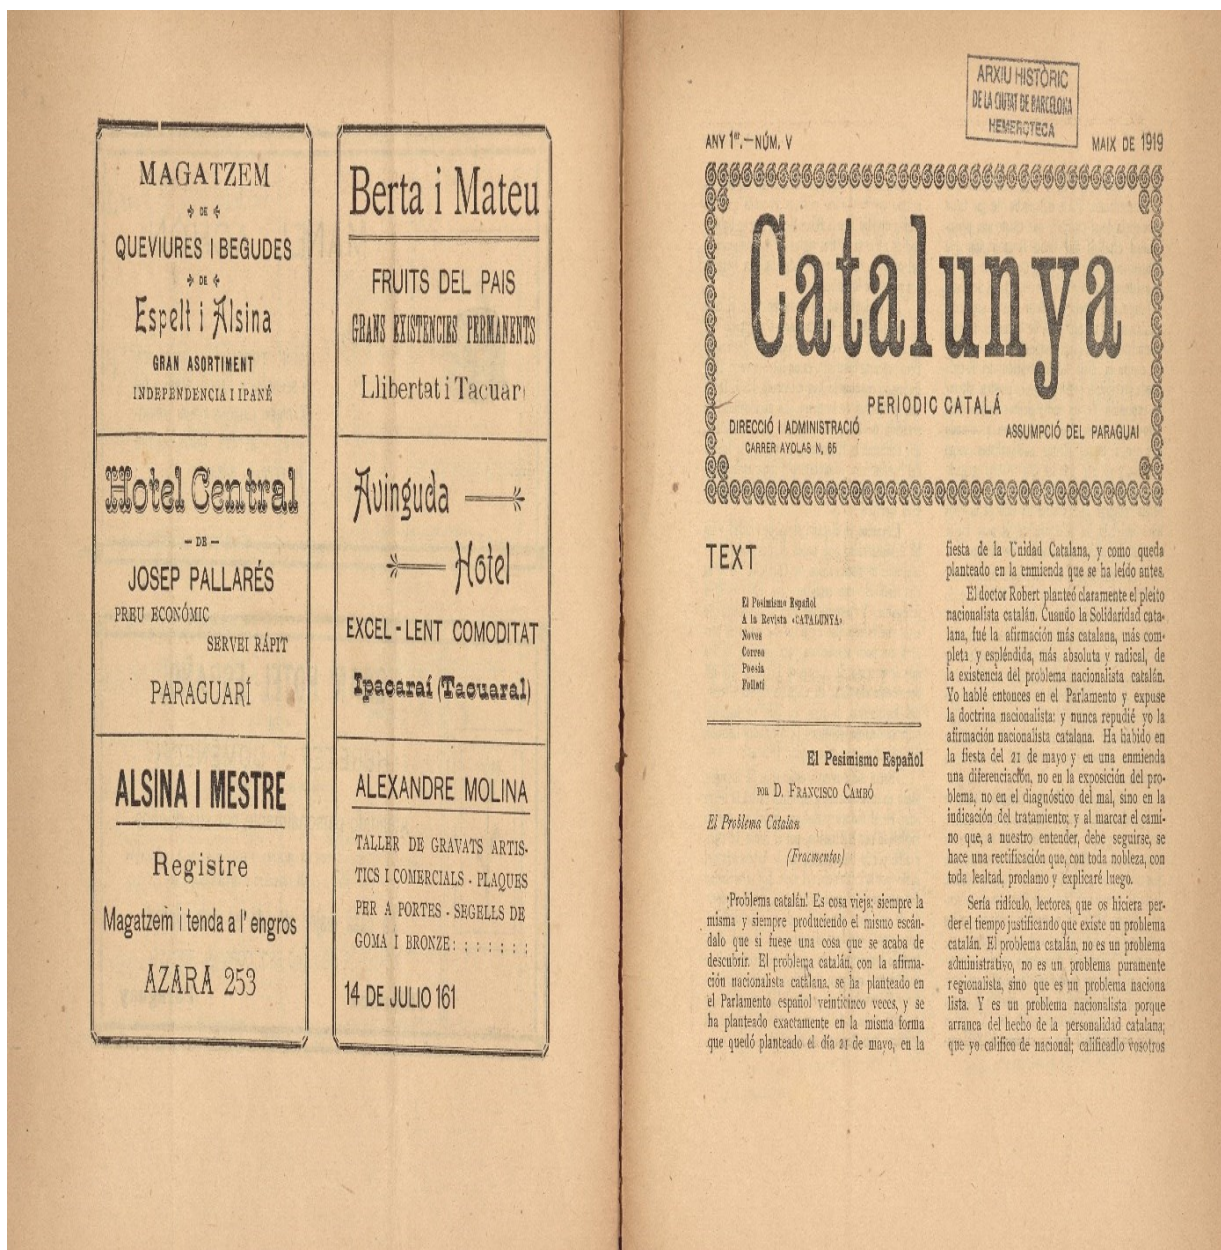 MAGATZEM
DE
QUEVIURES I BEGUDES
DE
Espelt i Alsina
GRAN ASORTIMENT
INDEPENDENCIA I IPANÉ
Hotel Central
- DE -
JOSEP PALLARÉS
PREU ECONÓMIC
SERVEI RÁPIT
PARAGUARÍ
ALSINA I MESTRE
Registre
Magatzem i tenda a l' engros
AZARA 253
Berta i Mateu
FRUITS DEL PAIS
GRANS EXISTENCIES PERMANENTS
Llibertat i Tacuari
Avinguda
Hotel
EXCEL-LENT COMODITAT
Ipacaraí (Tacuaral)
ALEXANDRE MOLINA
TALLER DE GRAVATS ARTIS-
TICS I COMERCIALS - PLAQUES
PER A PORTES - SEGELLS DE
GOMA I BRONZE: : : : : : :
14 DE JULIO 161
ARXIU HISTÒRIC
DE LA CIUTAT DE BARCELONA
HEMEROTECA
ANY 1er.—NÚM. V
MAIX DE 1919
Catalunya
PERIODIC CATALÁ
DIRECCIÓ I ADMINISTRACIÓ
CARRER AYOLAS N, 65
ASSUMPCIÓ DEL PARAGUAI
TEXT
El Pesimismo Español
A la Revista «CATALUNYA»
Noves
Correo
Poesia
Folletí
El Pesimismo Español
POR D. FRANCISCO CAMBÓ
El Problema Catalan
(Fracmentos)
¡Problema catalán! Es cosa vieja; siempre la
misma y siempre produciendo el mismo escán-
dalo que si fuese una cosa que se acaba de
descubrir. El problema catalán, con la afirma-
ción nacionalista catalana, se ha planteado en
el Parlamento español veinticinco veces, y se
ha planteado exactamente en la misma forma
que quedó planteado el día 21 de mayo, en la
fiesta de la Unidad Catalana, y como queda
planteado en la enmienda que se ha leído antes.
El doctor Robert planteó claramente el pleito
nacionalista catalán. Cuando la Solidaridad cata-
lana, fué la afirmación más catalana, más com-
pleta y espléndida, más absoluta y radical, de
la existencia del problema nacionalista catalán.
Yo hablé entonces en el Parlamento y expuse
la doctrina nacionalista: y nunca repudié yo la
afirmación nacionalista catalana. Ha habido en
la fiesta del 21 de mayo y en una enmienda
una diferenciación, no en la exposición del pro-
blema, no en el diagnóstico del mal, sino en la
indicación del tratamiento; y al marcar el cami-
no que, a nuestro entender, debe seguirse, se
hace una rectificación que, con toda nobleza, con
toda lealtad, proclamo y explicaré luego.
Sería ridículo, lectores, que os hiciera per-
der el tiempo justificando que existe un problema
catalán. El problema catalán, no es un problema
administrativo, no es un problema puramente
regionalista, sino que es un problema naciona
lista. Y es un problema nacionalista porque
arranca del hecho de la personalidad catalana;
que yo califico de nacional; calificadlo vosotros